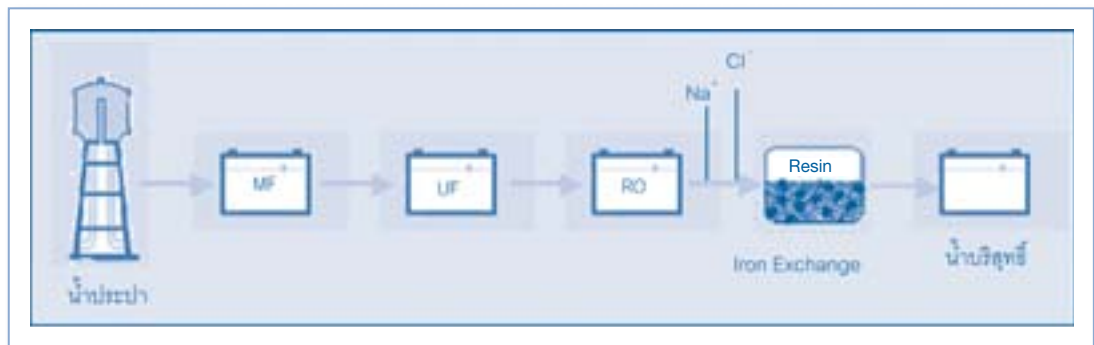 Cl⁻
Na⁺
MF
UF
RO
Resin
Iron Exchange
น้ำบริสุทธิ์
น้ำประปา